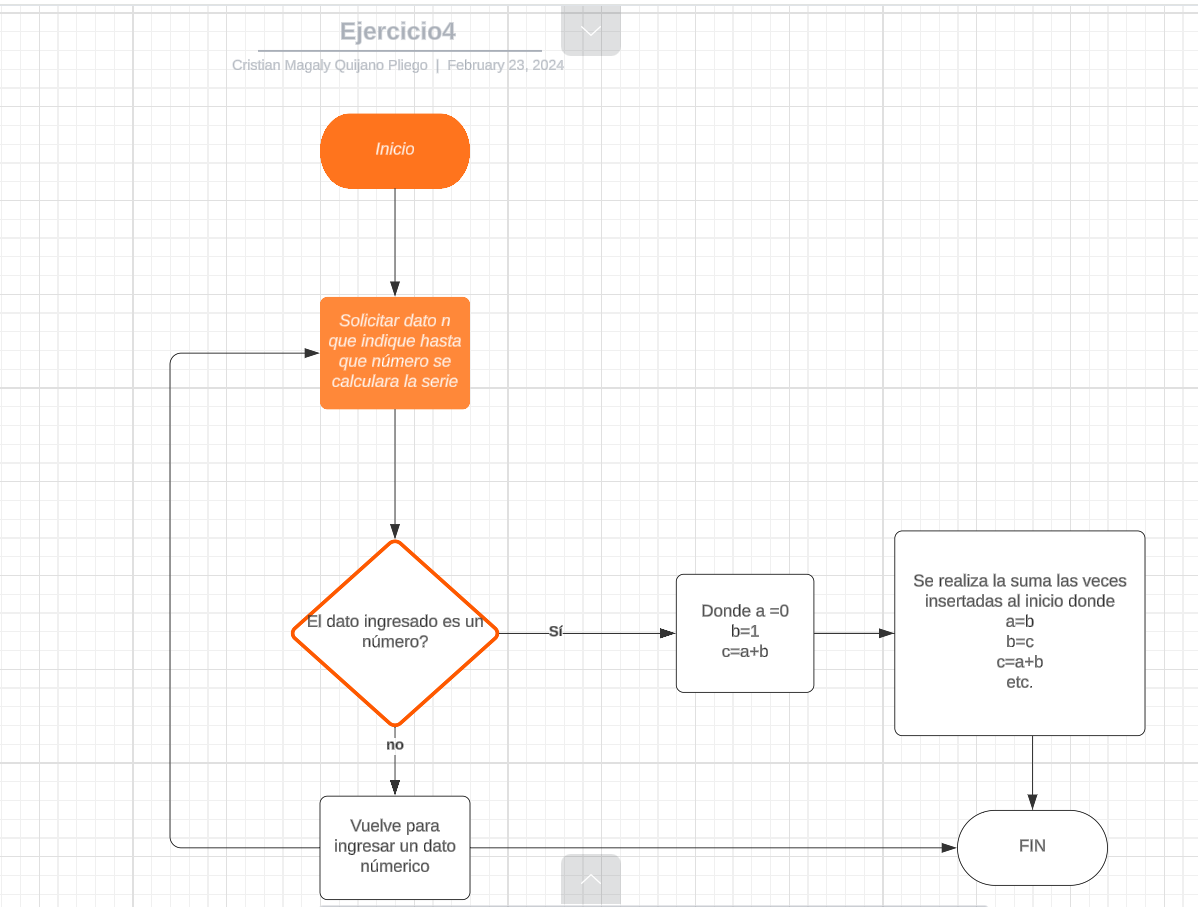 Ejercicio4
Cristian Magaly Quijano Pliego | February 23, 2024
Inicio
Solicitar dato n
que indique hasta
que número se
calculara la serie
El dato ingresado es un
número?
Sí
Donde a =0
b=1
c=a+b
Se realiza la suma las veces
insertadas al inicio donde
a=b
b=c
c=a+b
etc.
no
Vuelve para
ingresar un dato
númerico
FIN